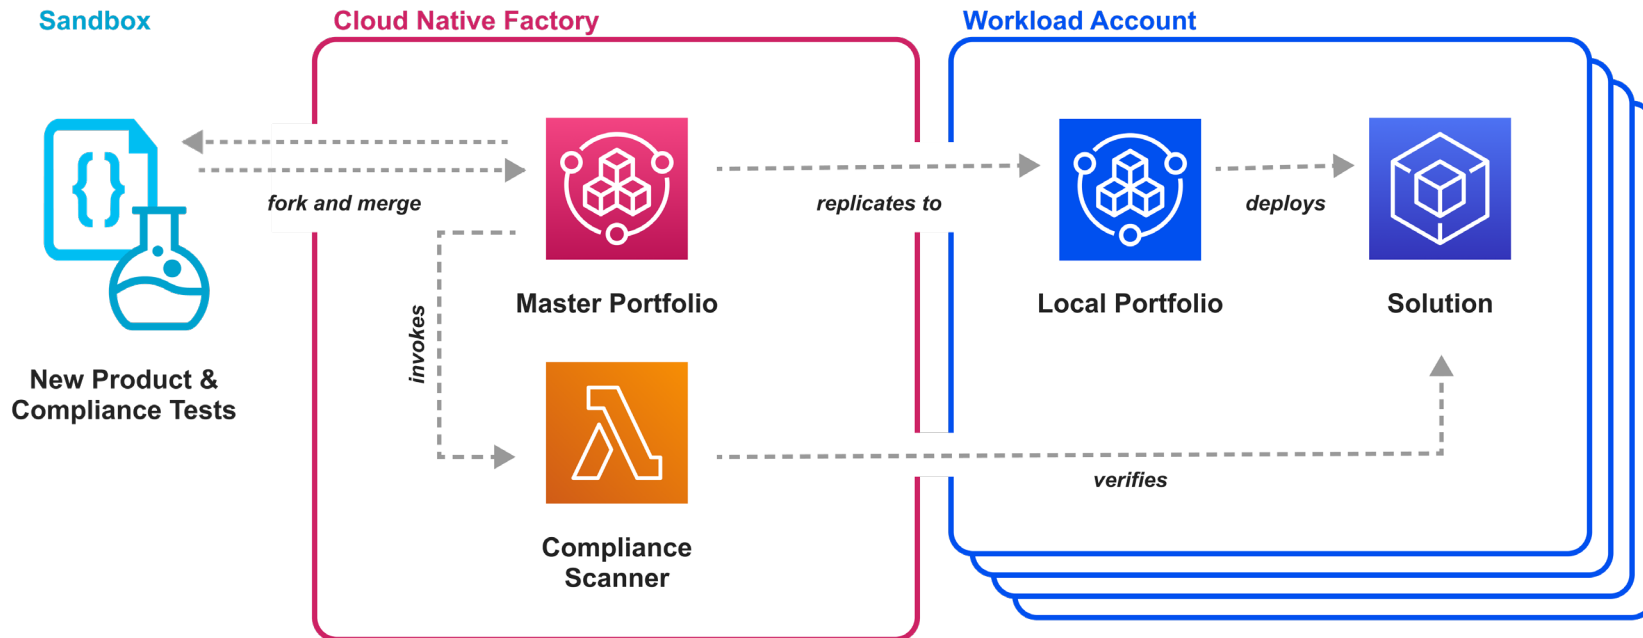 Sandbox
Cloud Native Factory
Workload Account
{}
fork and merge
replicates to
deploys
Master Portfolio
Local Portfolio
Solution
invokes
New Product &
Compliance Tests
verifies
Compliance
Scanner